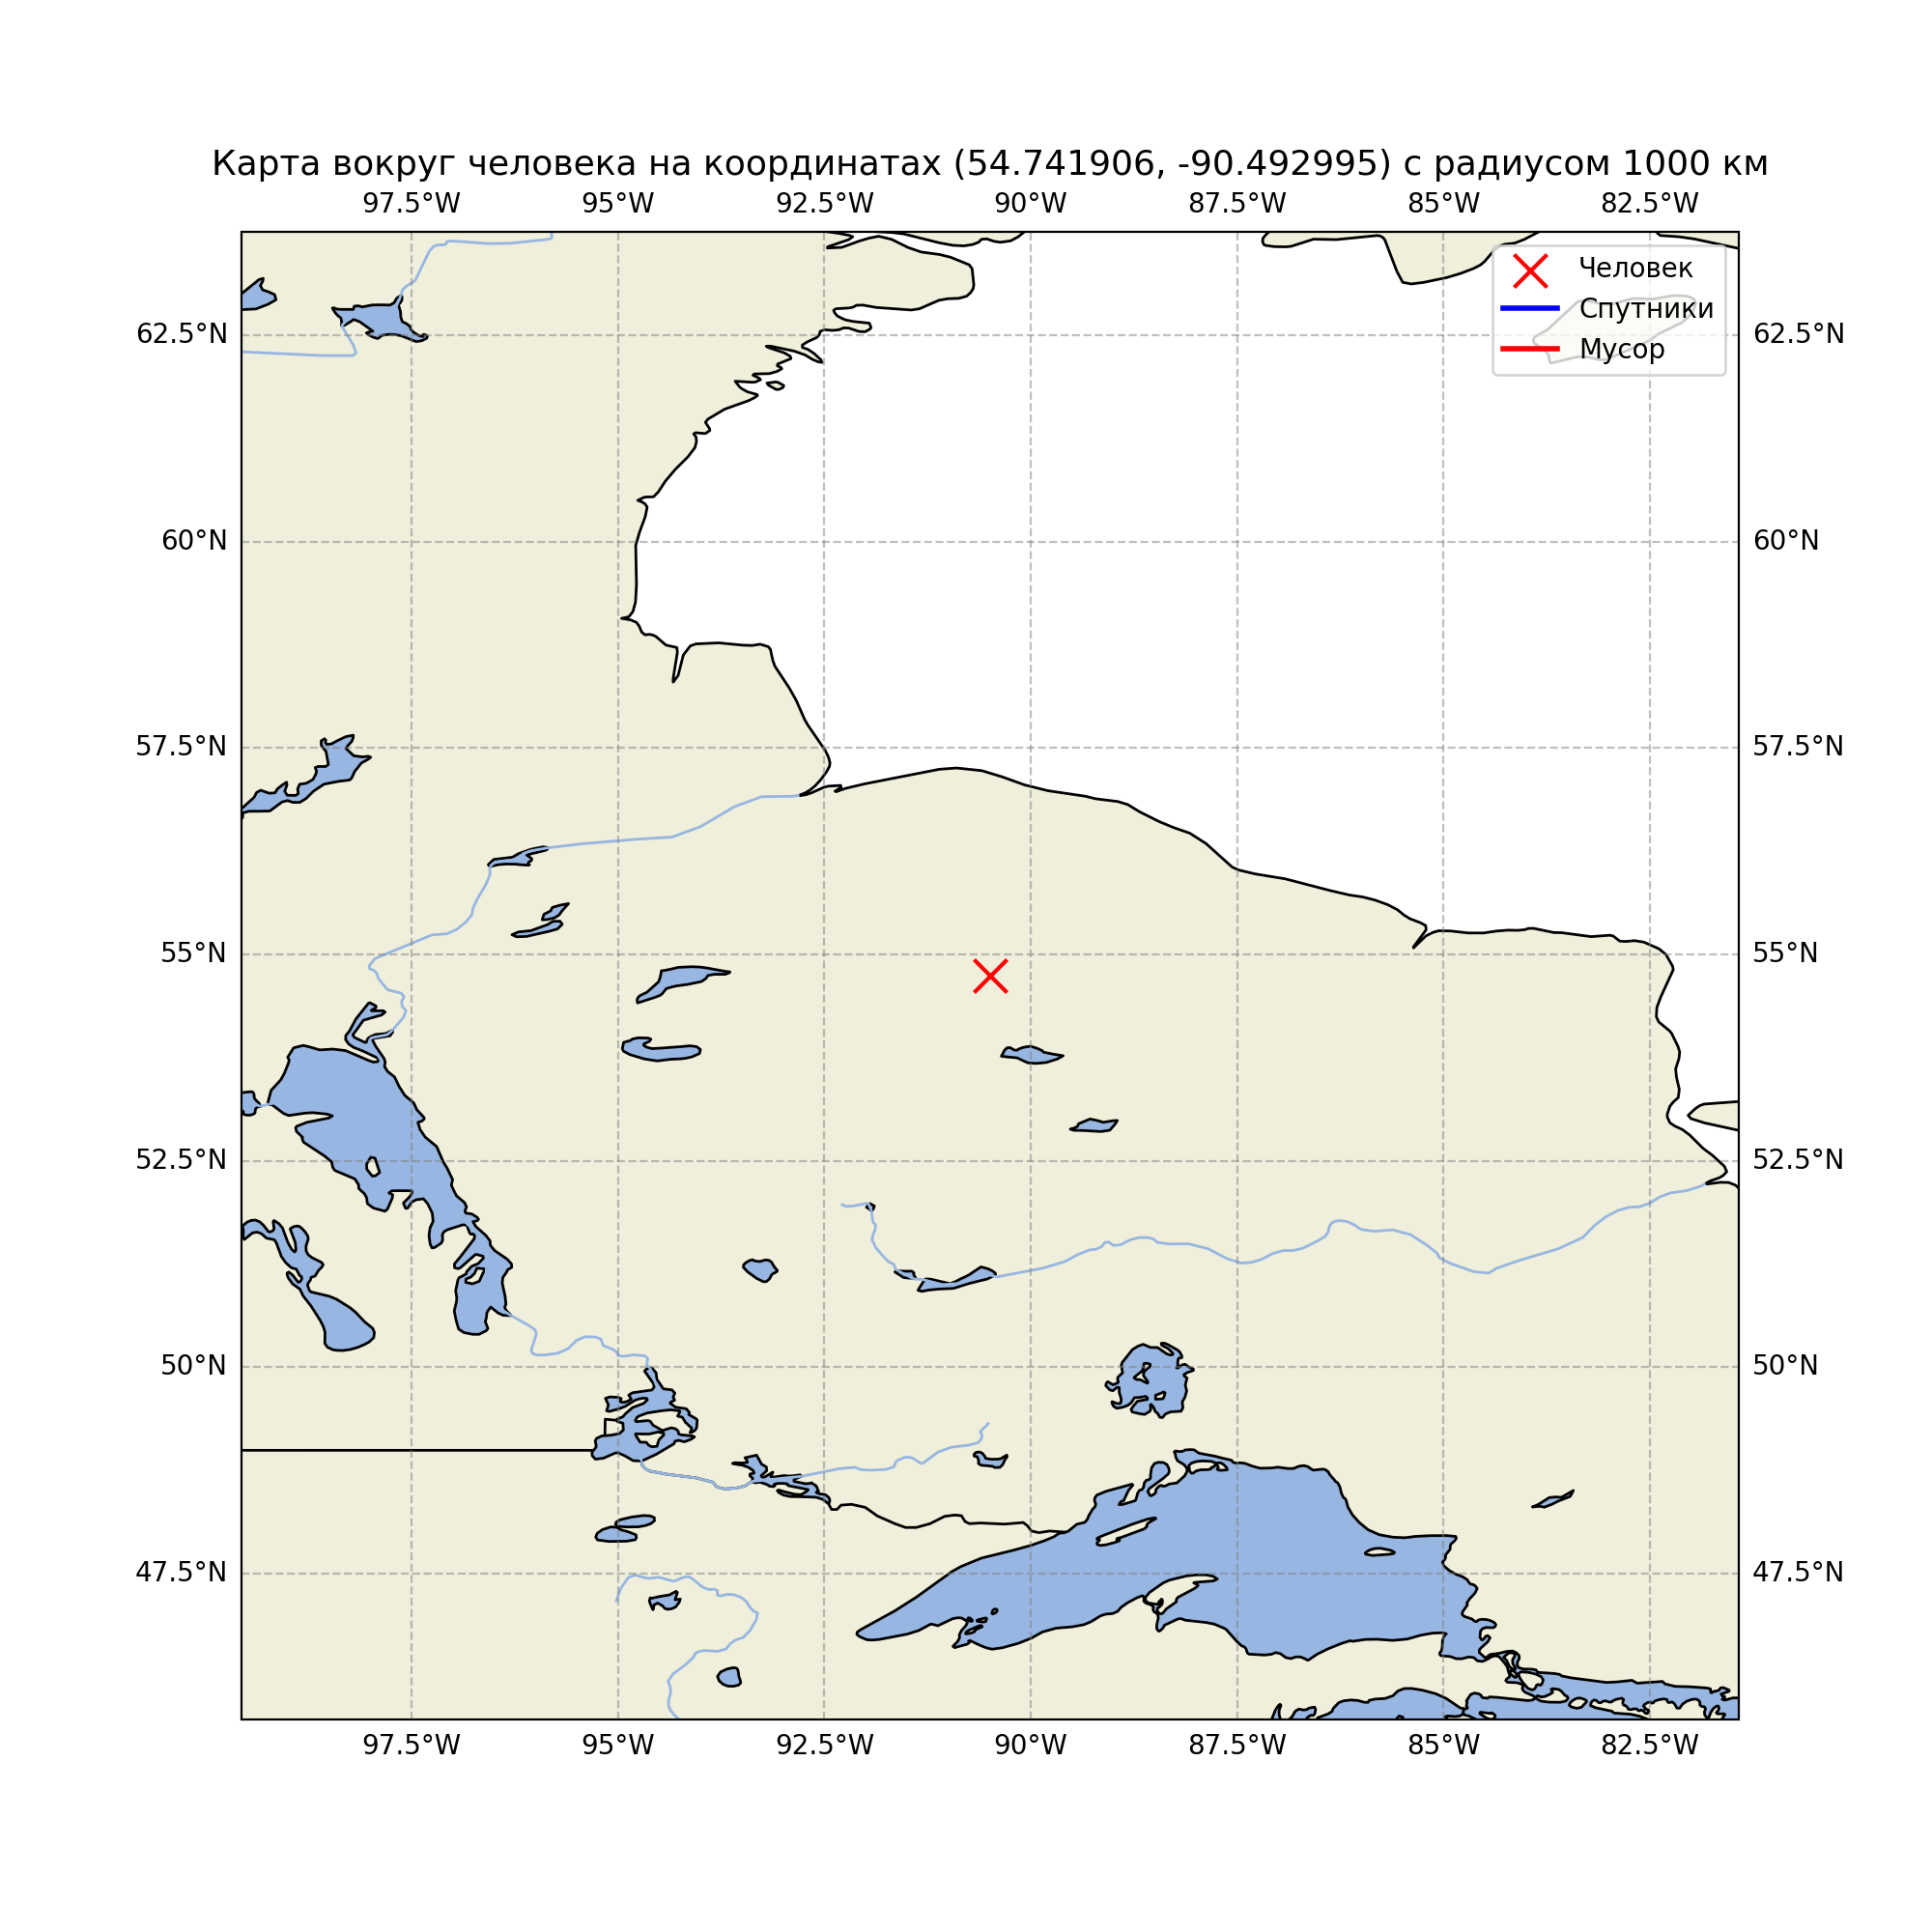 Карта вокруг человека на координатах (54.741906, -90.492995) с радиусом 1000 км
97.5°W 95°W 92.5°W 90°W 87.5°W 85°W 82.5°W
Человек
Спутники
Мусор
62.5°N 62.5°N
60°N 60°N
57.5°N 57.5°N
55°N 55°N
52.5°N 52.5°N
50°N 50°N
47.5°N 47.5°N
97.5°W 95°W 92.5°W 90°W 87.5°W 85°W 82.5°W